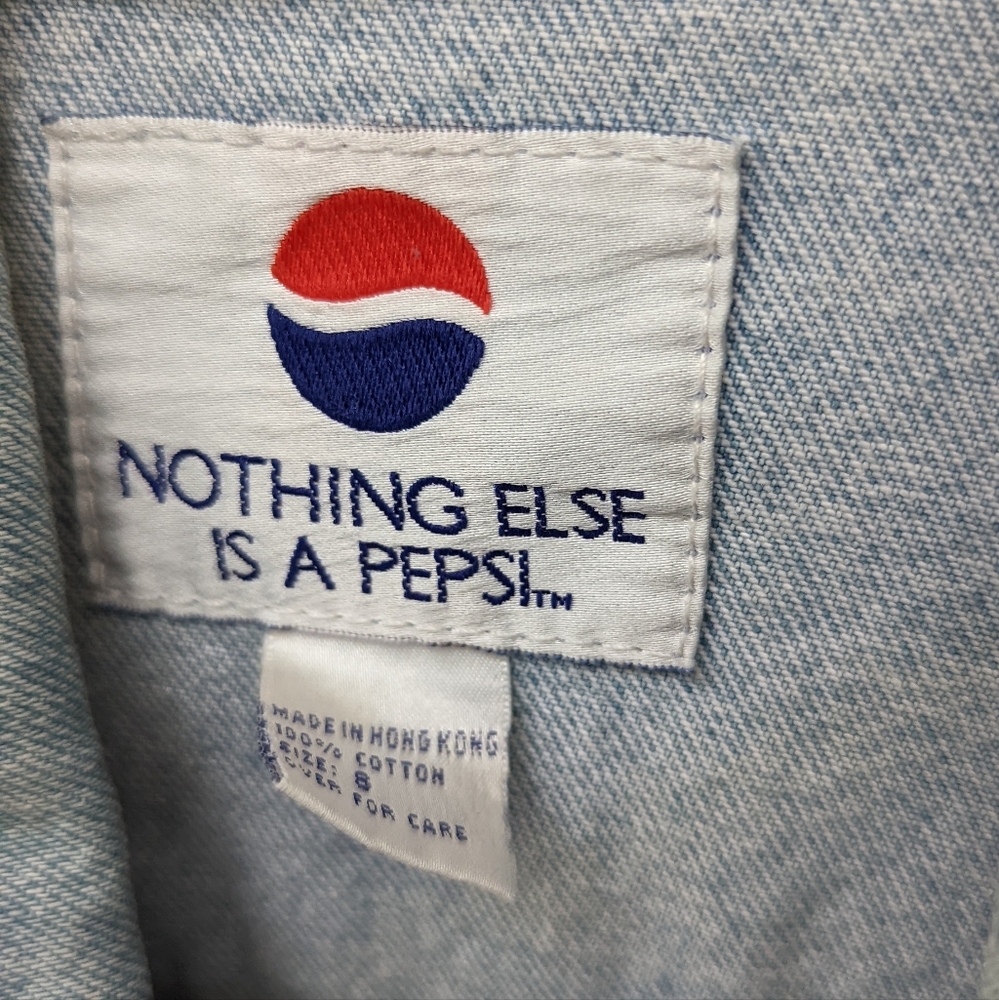 NOTHING ELSE
IS A PEPSI™
MADE IN HONG KONG
100% COTTON
SIZE: 8
OVER FOR CARE